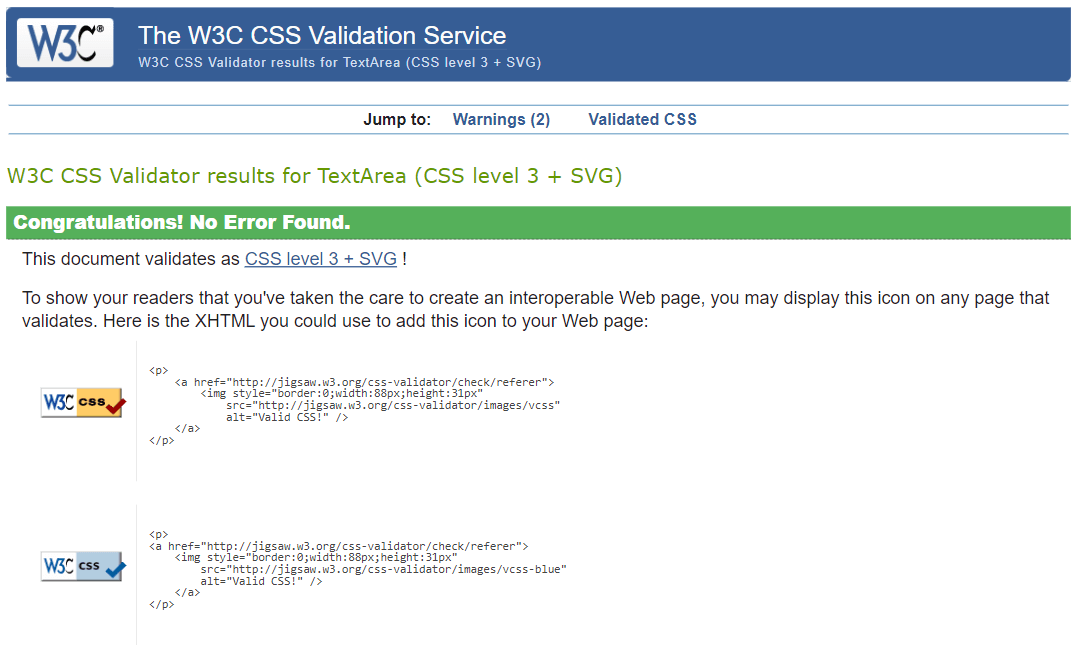 W3C® The W3C CSS Validation Service
W3C CSS Validator results for TextArea (CSS level 3 + SVG)
Jump to: Warnings (2) Validated CSS
W3C CSS Validator results for TextArea (CSS level 3 + SVG)
Congratulations! No Error Found.
This document validates as CSS level 3 + SVG !
To show your readers that you've taken the care to create an interoperable Web page, you may display this icon on any page that
validates. Here is the XHTML you could use to add this icon to your Web page:
W3C css
<p>
    <a href="http://jigsaw.w3.org/css-validator/check/referer">
        <img style="border:0;width:88px;height:31px"
            src="http://jigsaw.w3.org/css-validator/images/vcss"
            alt="Valid CSS!" />
    </a>
</p>
W3C css
<p>
<a href="http://jigsaw.w3.org/css-validator/check/referer">
    <img style="border:0;width:88px;height:31px"
        src="http://jigsaw.w3.org/css-validator/images/vcss-blue"
        alt="Valid CSS!" />
    </a>
</p>